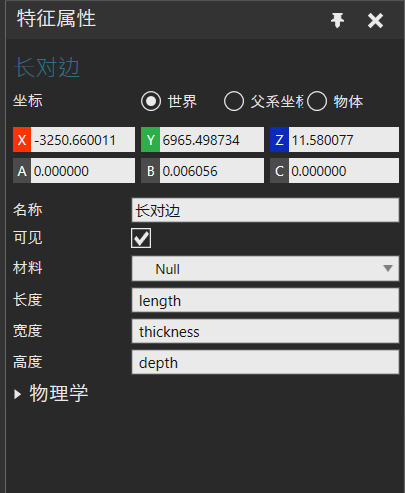 特征属性
长对边
坐标 世界 父系坐标 物体
X -3250.660011 Y 6965.498734 Z 11.580077
A 0.000000 B 0.006056 C 0.000000
名称 长对边
可见
材料 Null
长度 length
宽度 thickness
高度 depth
物理学